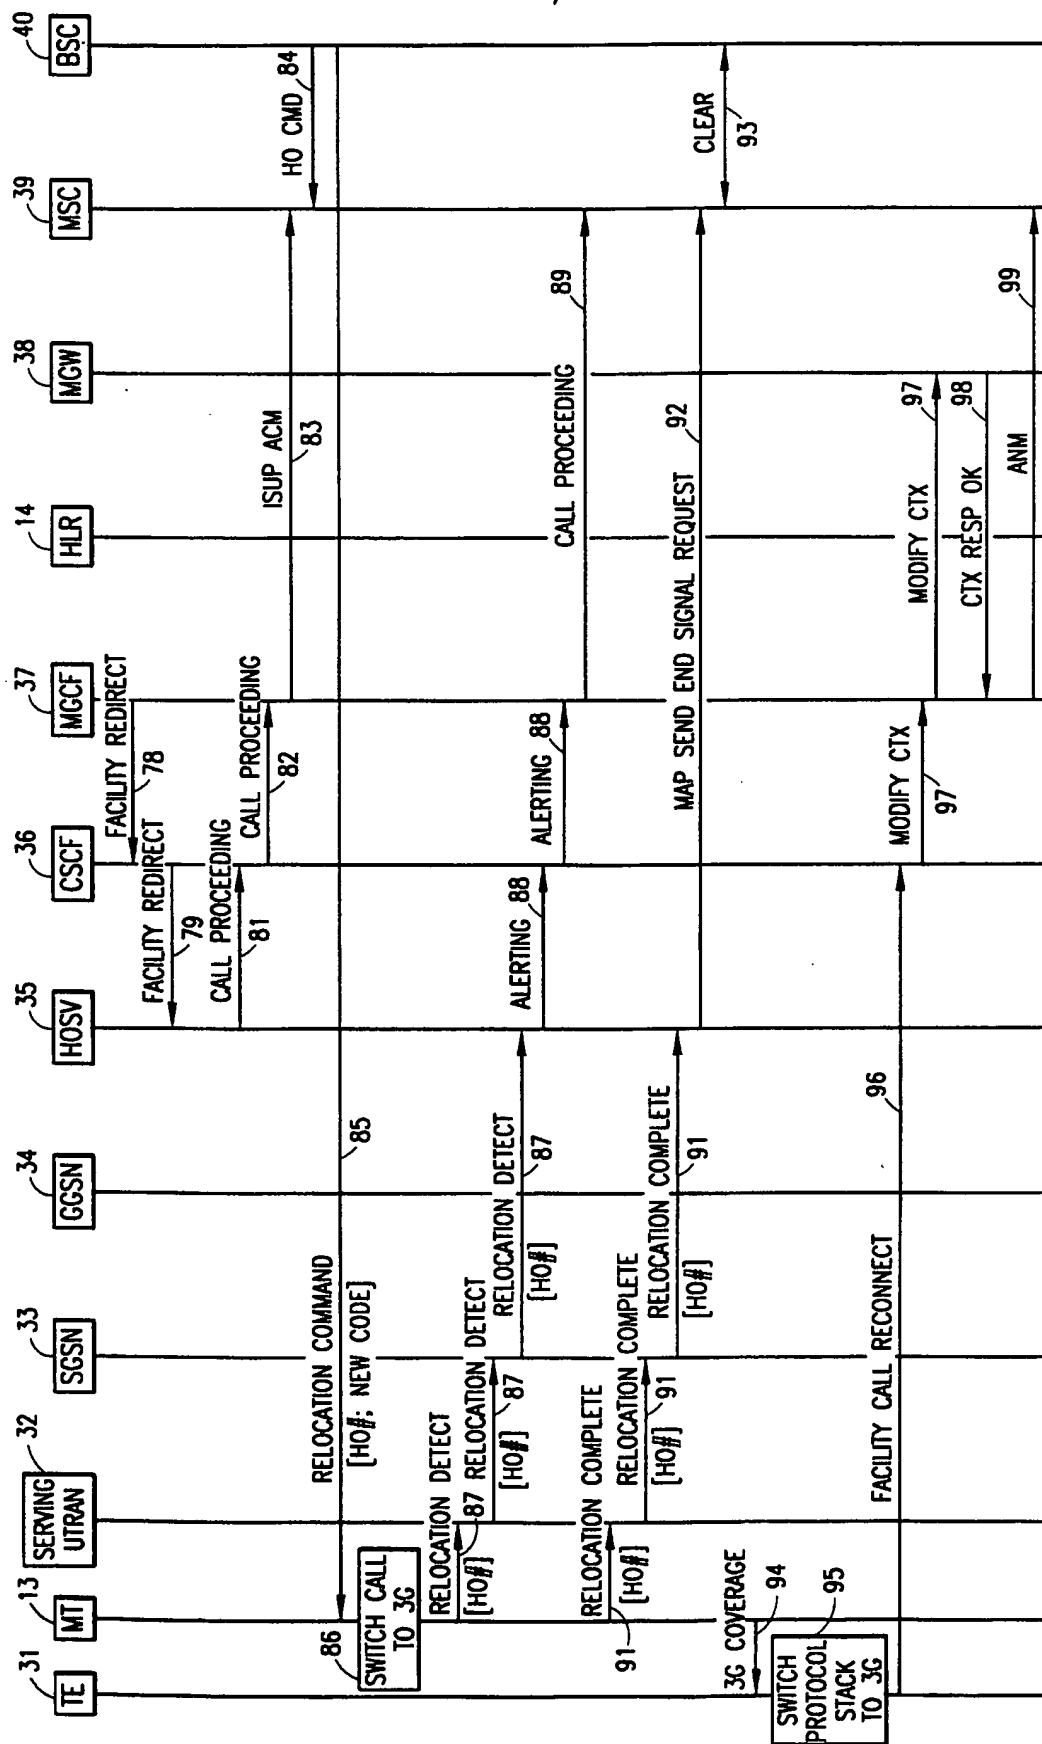 31
TE
13
MT
32
SERVING
UTRAN
33
SGSN
34
GGSN
35
HOSV
36
CSCF
37
MGCF
14
HLR
38
MGW
39
MSC
40
BSC
FACILITY REDIRECT
78
FACILITY REDIRECT
79
CALL PROCEEDING
81
CALL PROCEEDING
82
ISUP ACM
83
HO CMD
84
RELOCATION COMMAND
[HO#; NEW CODE]
85
86
SWITCH CALL
TO 3G
RELOCATION DETECT
87
[HO#]
RELOCATION DETECT
87
[HO#]
RELOCATION DETECT
87
[HO#]
ALERTING 88
ALERTING 88
CALL PROCEEDING
89
RELOCATION COMPLETE
91
[HO#]
RELOCATION COMPLETE
91
[HO#]
RELOCATION COMPLETE
91
[HO#]
MAP SEND END SIGNAL REQUEST
92
CLEAR
93
3G COVERAGE
94
95
SWITCH
PROTOCOL
STACK
TO 3G
FACILITY CALL RECONNECT
96
MODIFY CTX
97
MODIFY CTX
97
CTX RESP OK
98
ANM
99